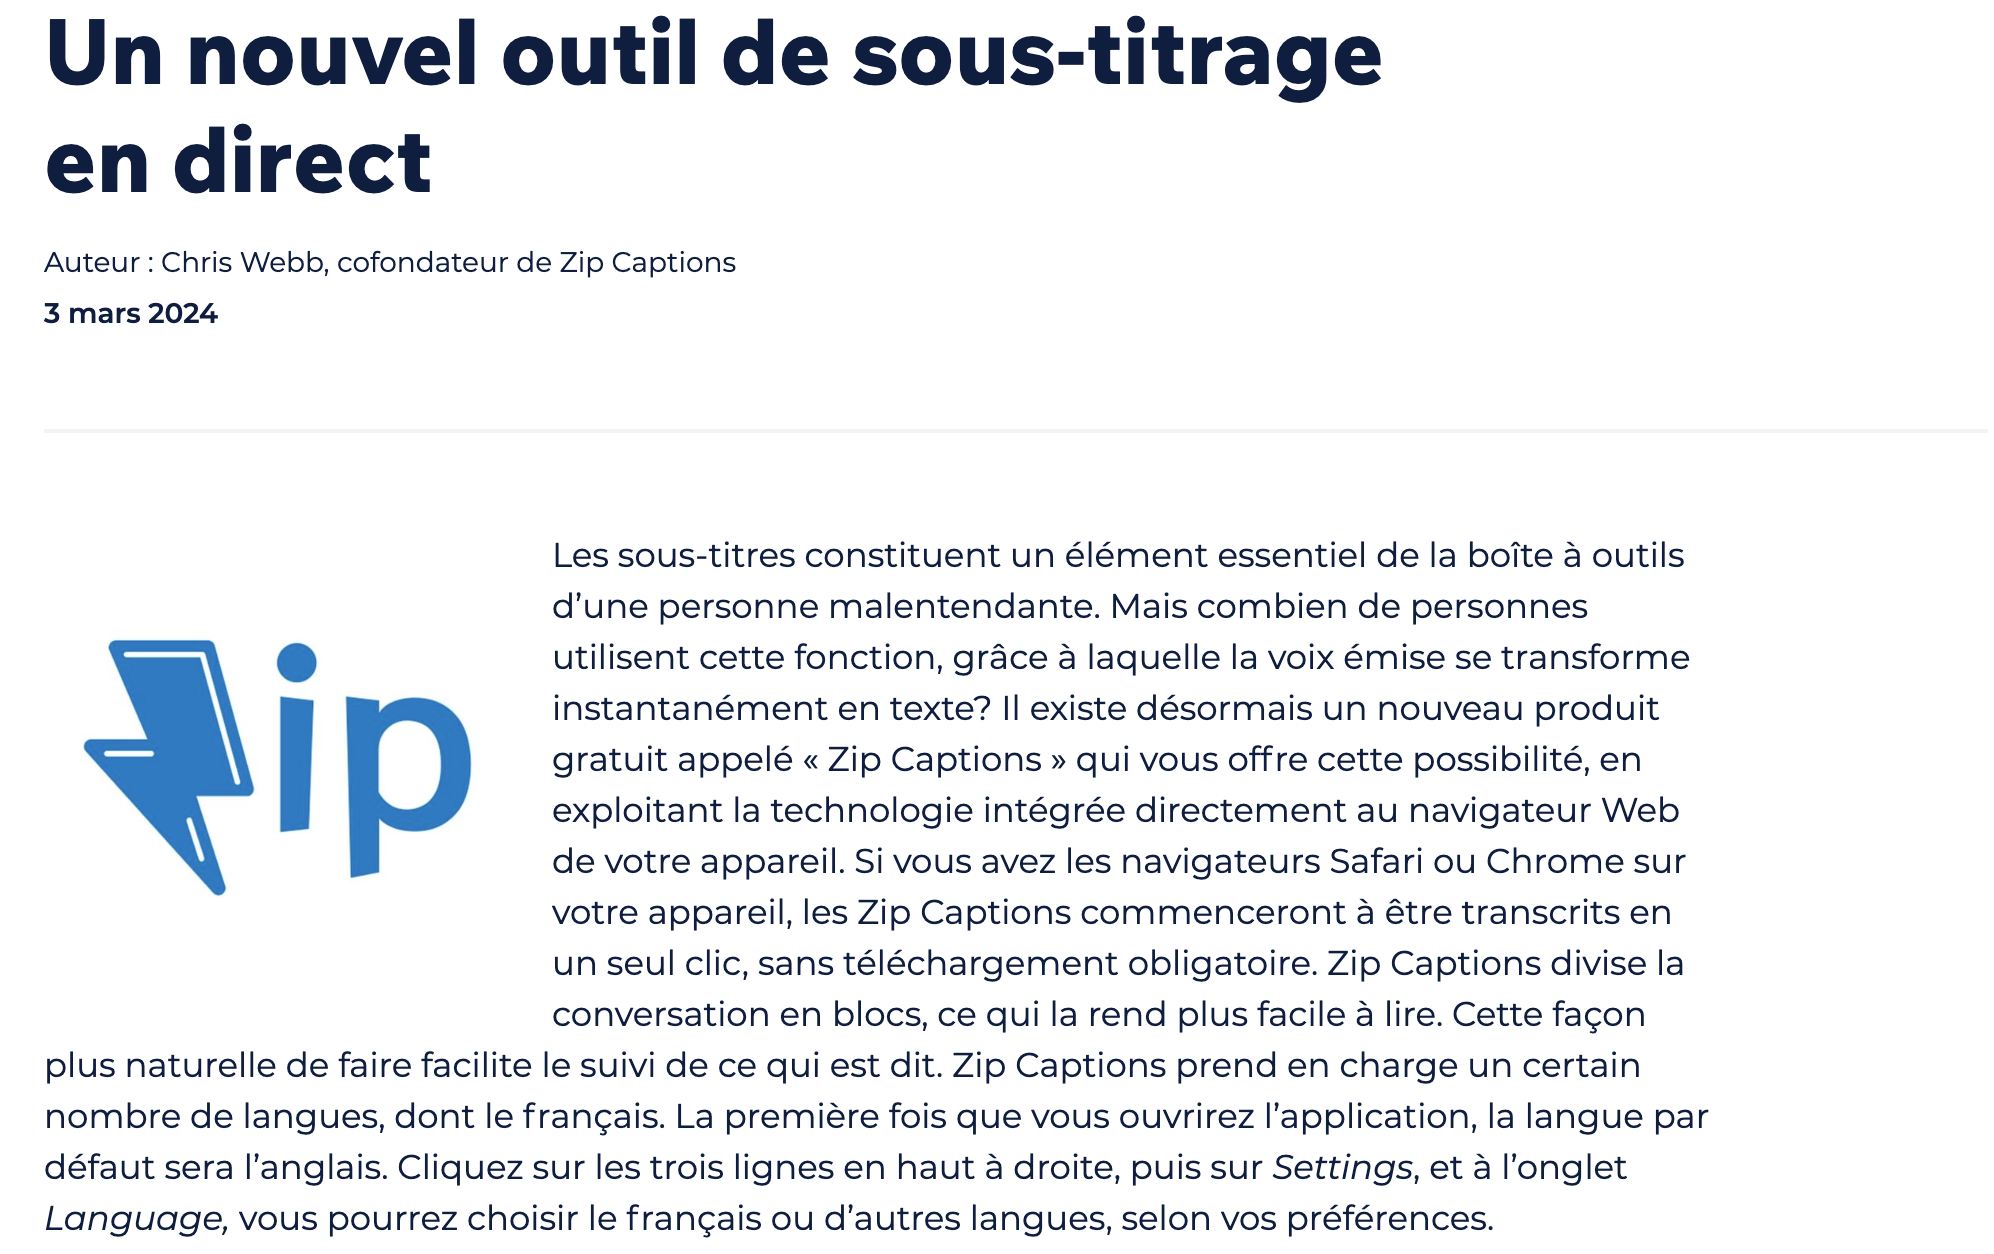 Un nouvel outil de sous-titrage
en direct
Auteur : Chris Webb, cofondateur de Zip Captions
3 mars 2024
Zip
Les sous-titres constituent un élément essentiel de la boîte à outils
d’une personne malentendante. Mais combien de personnes
utilisent cette fonction, grâce à laquelle la voix émise se transforme
instantanément en texte? Il existe désormais un nouveau produit
gratuit appelé « Zip Captions » qui vous offre cette possibilité, en
exploitant la technologie intégrée directement au navigateur Web
de votre appareil. Si vous avez les navigateurs Safari ou Chrome sur
votre appareil, les Zip Captions commenceront à être transcrits en
un seul clic, sans téléchargement obligatoire. Zip Captions divise la
conversation en blocs, ce qui la rend plus facile à lire. Cette façon
plus naturelle de faire facilite le suivi de ce qui est dit. Zip Captions prend en charge un certain
nombre de langues, dont le français. La première fois que vous ouvrirez l’application, la langue par
défaut sera l’anglais. Cliquez sur les trois lignes en haut à droite, puis sur Settings, et à l’onglet
Language, vous pourrez choisir le français ou d’autres langues, selon vos préférences.